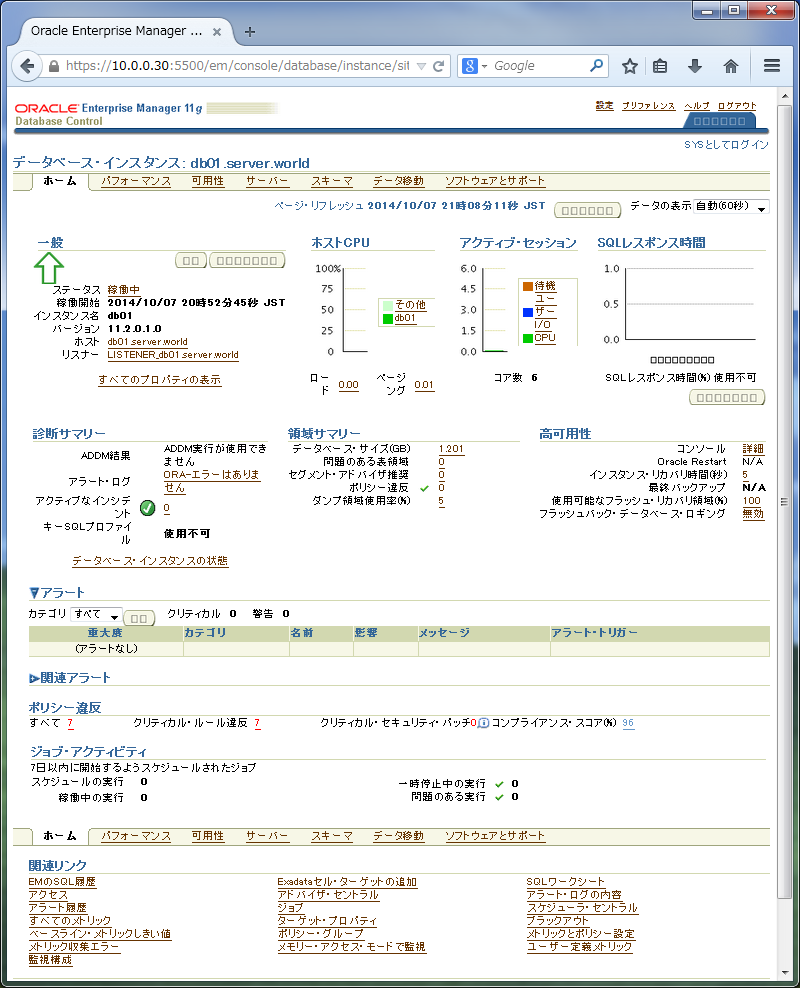 Oracle Enterprise Manager ...
https://10.0.0.30:5500/em/console/database/instance/sit
Google
ORACLE Enterprise Manager 11g
Database Control
設定 プリファレンス ヘルプ ログアウト
SYSとしてログイン
データベース・インスタンス: db01.server.world
ホーム パフォーマンス 可用性 サーバー スキーマ データ移動 ソフトウェアとサポート
ページ・リフレッシュ 2014/10/07 21時08分11秒 JST データの表示 自動(60秒)
一般
ステータス 稼働中
稼働開始 2014/10/07 20時52分45秒 JST
インスタンス名 db01
バージョン 11.2.0.1.0
ホスト db01.server.world
リスナー LISTENER_db01.server.world
すべてのプロパティの表示
ホストCPU
100%
75
50
25
0
その他
db01
ロード 0.00 ページング 0.01
アクティブ・セッション
6.0
4.5
3.0
1.5
0.0
待機
ユーザーI/O
CPU
コア数 6
SQLレスポンス時間
1.0
0.5
0.0
SQLレスポンス時間(%) 使用不可
診断サマリー
ADDM結果 ADDM実行が使用できません
アラート・ログ ORA-エラーはありません
アクティブなインシデント 0
キーSQLプロファイル 使用不可
データベース・インスタンスの状態
領域サマリー
データベース・サイズ(GB) 1.201
問題のある表領域 0
セグメント・アドバイザ推奨 0
ポリシー違反 0
ダンプ領域使用率(%) 5
高可用性
コンソール 詳細
Oracle Restart N/A
インスタンス・リカバリ時間(秒) 5
最終バックアップ N/A
使用可能なフラッシュ・リカバリ領域(%) 100
フラッシュバック・データベース・ロギング 無効
アラート
カテゴリ すべて クリティカル 0 警告 0
重大度 カテゴリ 名前 影響 メッセージ アラート・トリガー
(アラートなし)
関連アラート
ポリシー違反
すべて 7 クリティカル・ルール違反 7 クリティカル・セキュリティ・パッチ0 コンプライアンス・スコア(%) 96
ジョブ・アクティビティ
7日以内に開始するようスケジュールされたジョブ
スケジュールの実行 0 一時停止中の実行 0
稼働中の実行 0 問題のある実行 0
ホーム パフォーマンス 可用性 サーバー スキーマ データ移動 ソフトウェアとサポート
関連リンク
EMのSQL履歴 Exadataセル・ターゲットの追加 SQLワークシート
アクセス アドバイザ・セントラル アラート・ログの内容
アラート履歴 ジョブ スケジューラ・セントラル
すべてのメトリック ターゲット・プロパティ ブラックアウト
ベースライン・メトリックしきい値 ポリシー・グループ メトリックとポリシー設定
メトリック収集エラー メモリー・アクセス・モードで監視 ユーザー定義メトリック
監視構成